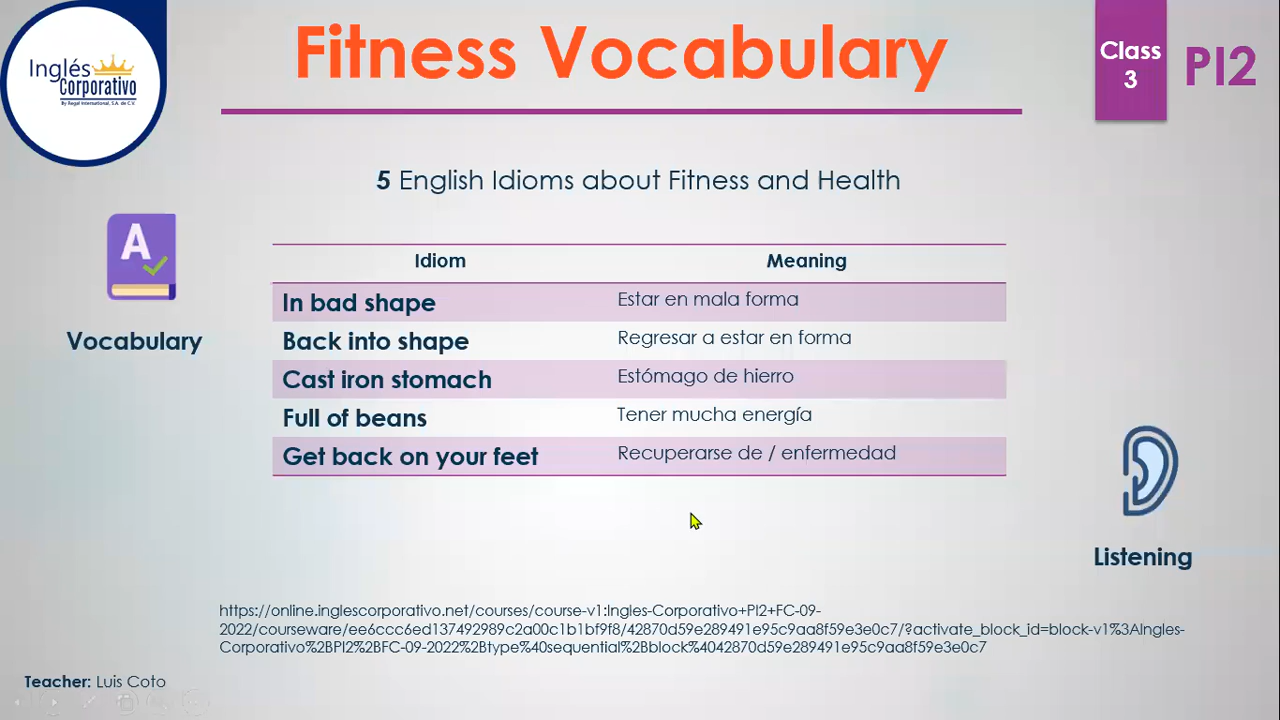 Inglés
Corporativo
By Regal International, S.A. de C.V.
Fitness Vocabulary
Class
3
PI2
5 English Idioms about Fitness and Health
A
Vocabulary
Idiom Meaning
In bad shape Estar en mala forma
Back into shape Regresar a estar en forma
Cast iron stomach Estómago de hierro
Full of beans Tener mucha energía
Get back on your feet Recuperarse de / enfermedad
Listening
https://online.inglescorporativo.net/courses/course-v1:Ingles-Corporativo+PI2+FC-09-
2022/courseware/ee6ccc6ed137492989c2a00c1b1bf9f8/42870d59e289491e95c9aa8f59e3e0c7/?activate_block_id=block-v1%3AIngles-
Corporativo%2BPI2%2BFC-09-2022%2Btype%40sequential%2Bblock%4042870d59e289491e95c9aa8f59e3e0c7
Teacher: Luis Coto